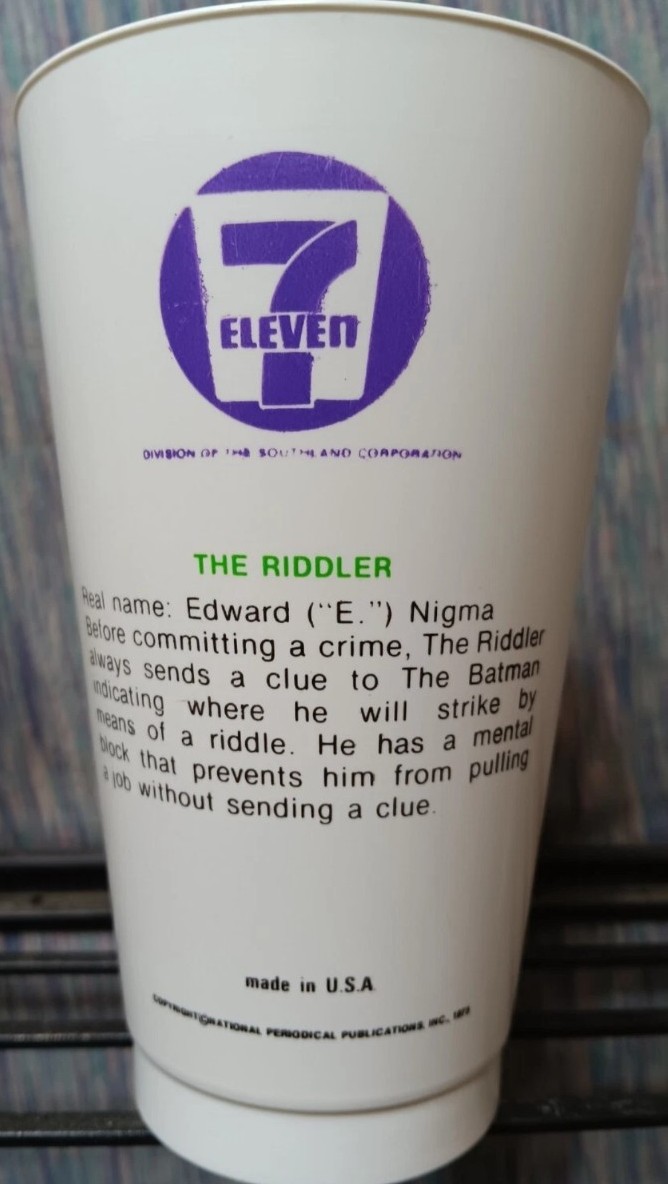 7
ELEVEn
DIVISION OF THE SOUTHLAND CORPORATION
THE RIDDLER
Real name: Edward ("E.") Nigma
Before committing a crime, The Riddler
always sends a clue to The Batman
indicating where he will strike by
means of a riddle. He has a mental
block that prevents him from pulling
a job without sending a clue.
made in U.S.A.
COPYRIGHT © NATIONAL PERIODICAL PUBLICATIONS, INC.,